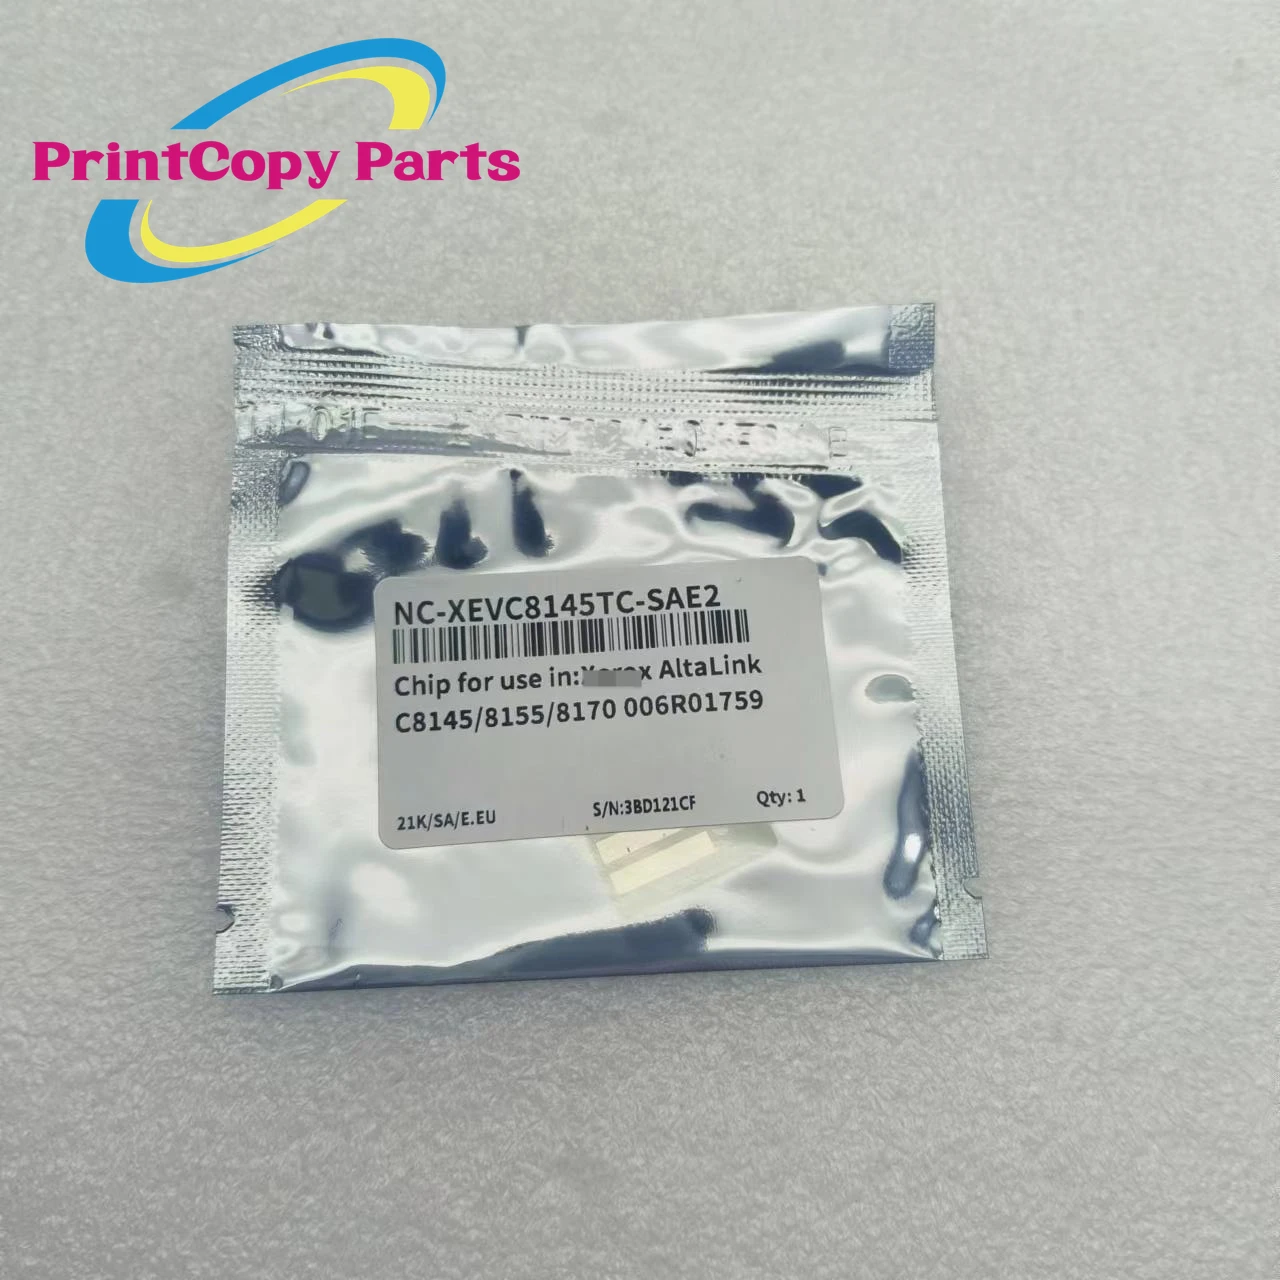 PrintCopy Parts
NC-XEVC8145TC-SAE2
Chip for use in: AltaLink
C8145/8155/8170 006R01759
21K/SA/E.EU S/N:3BD121CF Qty: 1